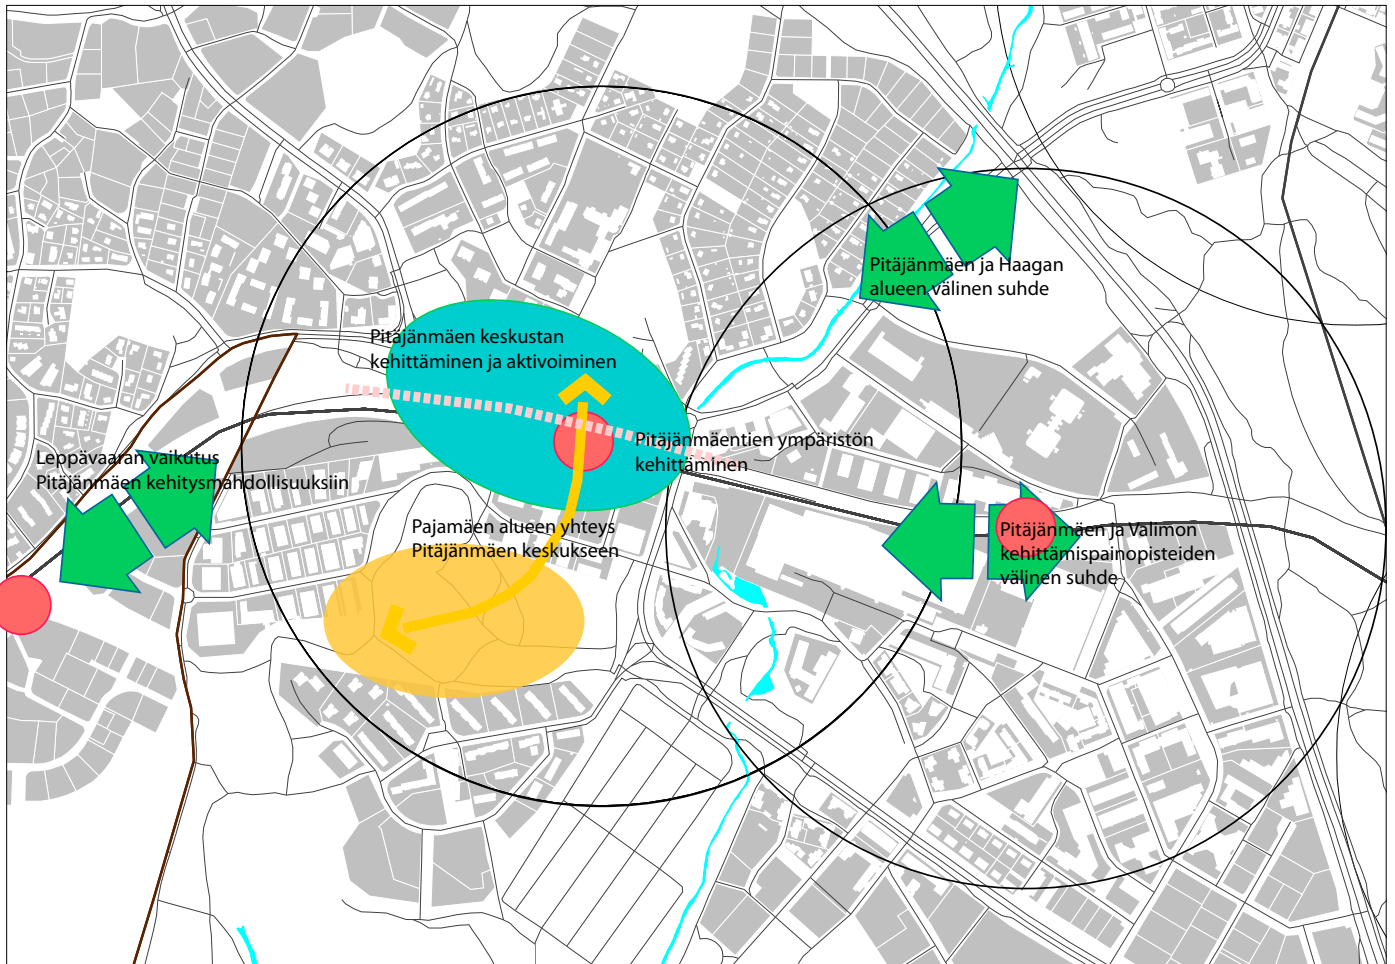 Pitäjänmäen ja Haagan
alueen välinen suhde
Pitäjänmäen keskustan
kehittäminen ja aktivoiminen
Pitäjänmäentien ympäristön
kehittäminen
Leppävaaran vaikutus
Pitäjänmäen kehitysmahdollisuuksiin
Pajamäen alueen yhteys
Pitäjänmäen keskukseen
Pitäjänmäen ja Valimon
kehittämispainopisteiden
välinen suhde